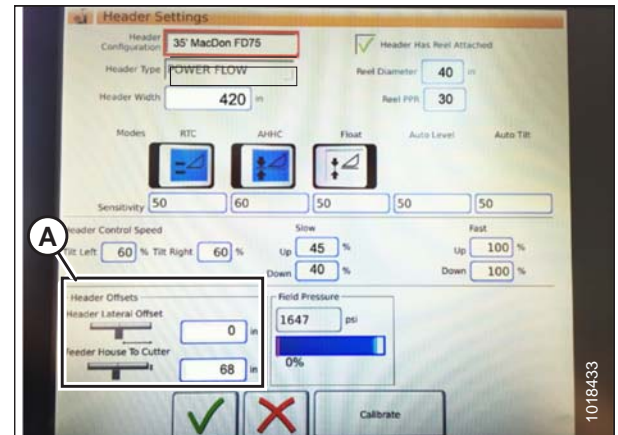 Header Settings
Header Configuration 35' MacDon FD75 Header Has Reel Attached
Header Type POWER FLOW Reel Diameter 40 in
Header Width 420 in Reel PPR 30
Modes RTC AHHC Float Auto Level Auto Tilt
Sensitivity 50 60 50 50 50
Header Control Speed Slow Fast
Tilt Left 60 % Tilt Right 60 % Up 45 % Up 100 %
Down 40 % Down 100 %
A
Header Offsets Field Pressure
Header Lateral Offset
0 in 1647 psi
Feeder House To Cutter
68 in 0%
Calibrate
1018433